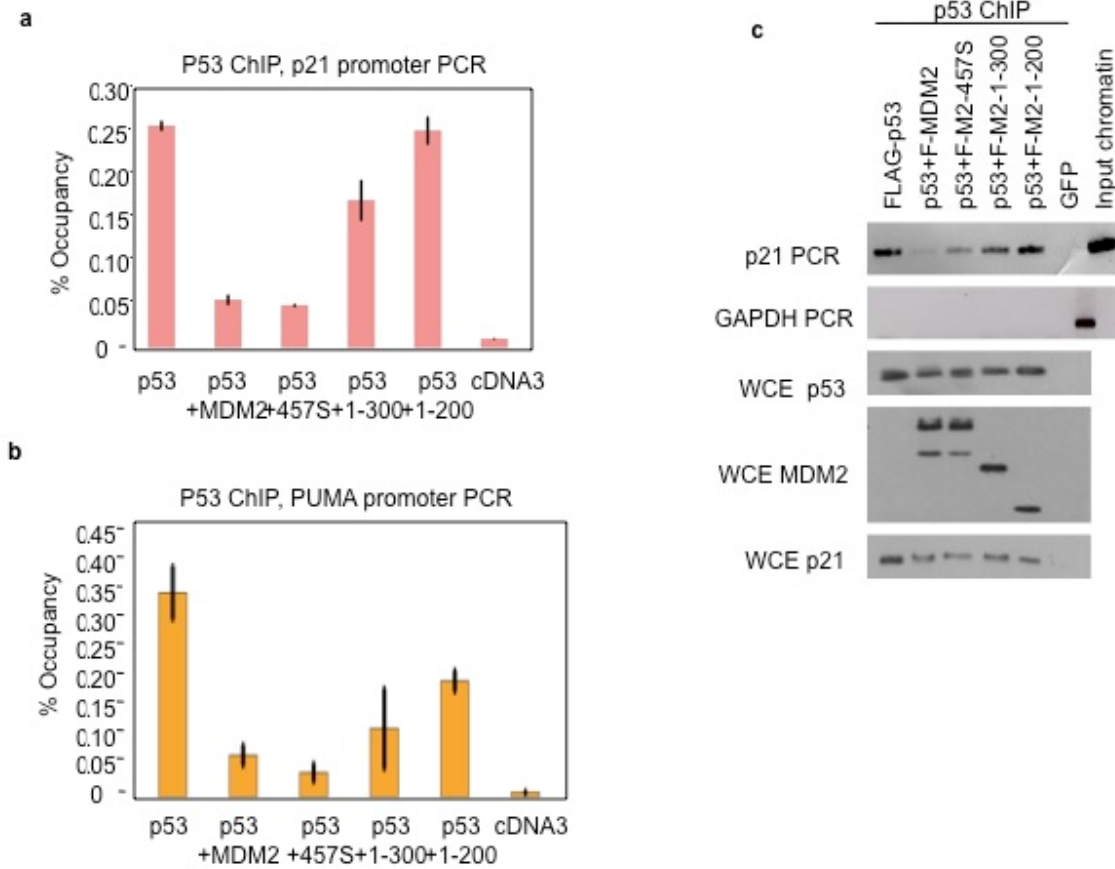 a
P53 ChIP, p21 promoter PCR
% Occupancy
0.30
0.25
0.20
0.15
0.10
0.05
0
p53 p53 p53 p53 p53 cDNA3
+MDM2+457S+1-300+1-200
b
P53 ChIP, PUMA promoter PCR
% Occupancy
0.45
0.40
0.35
0.30
0.25
0.20
0.15
0.10
0.05
0
p53 p53 p53 p53 p53 cDNA3
+MDM2 +457S+1-300+1-200
c
p53 ChIP
FLAG-p53
p53+F-MDM2
p53+F-M2-457S
p53+F-M2-1-300
p53+F-M2-1-200
GFP
Input chromatin
p21 PCR
GAPDH PCR
WCE p53
WCE MDM2
WCE p21